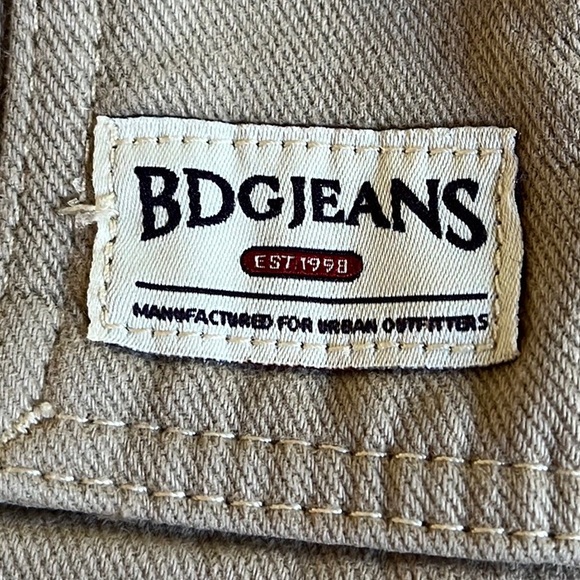 BDGJEANS
EST.1998
MANUFACTURED FOR URBAN OUTFITTERS